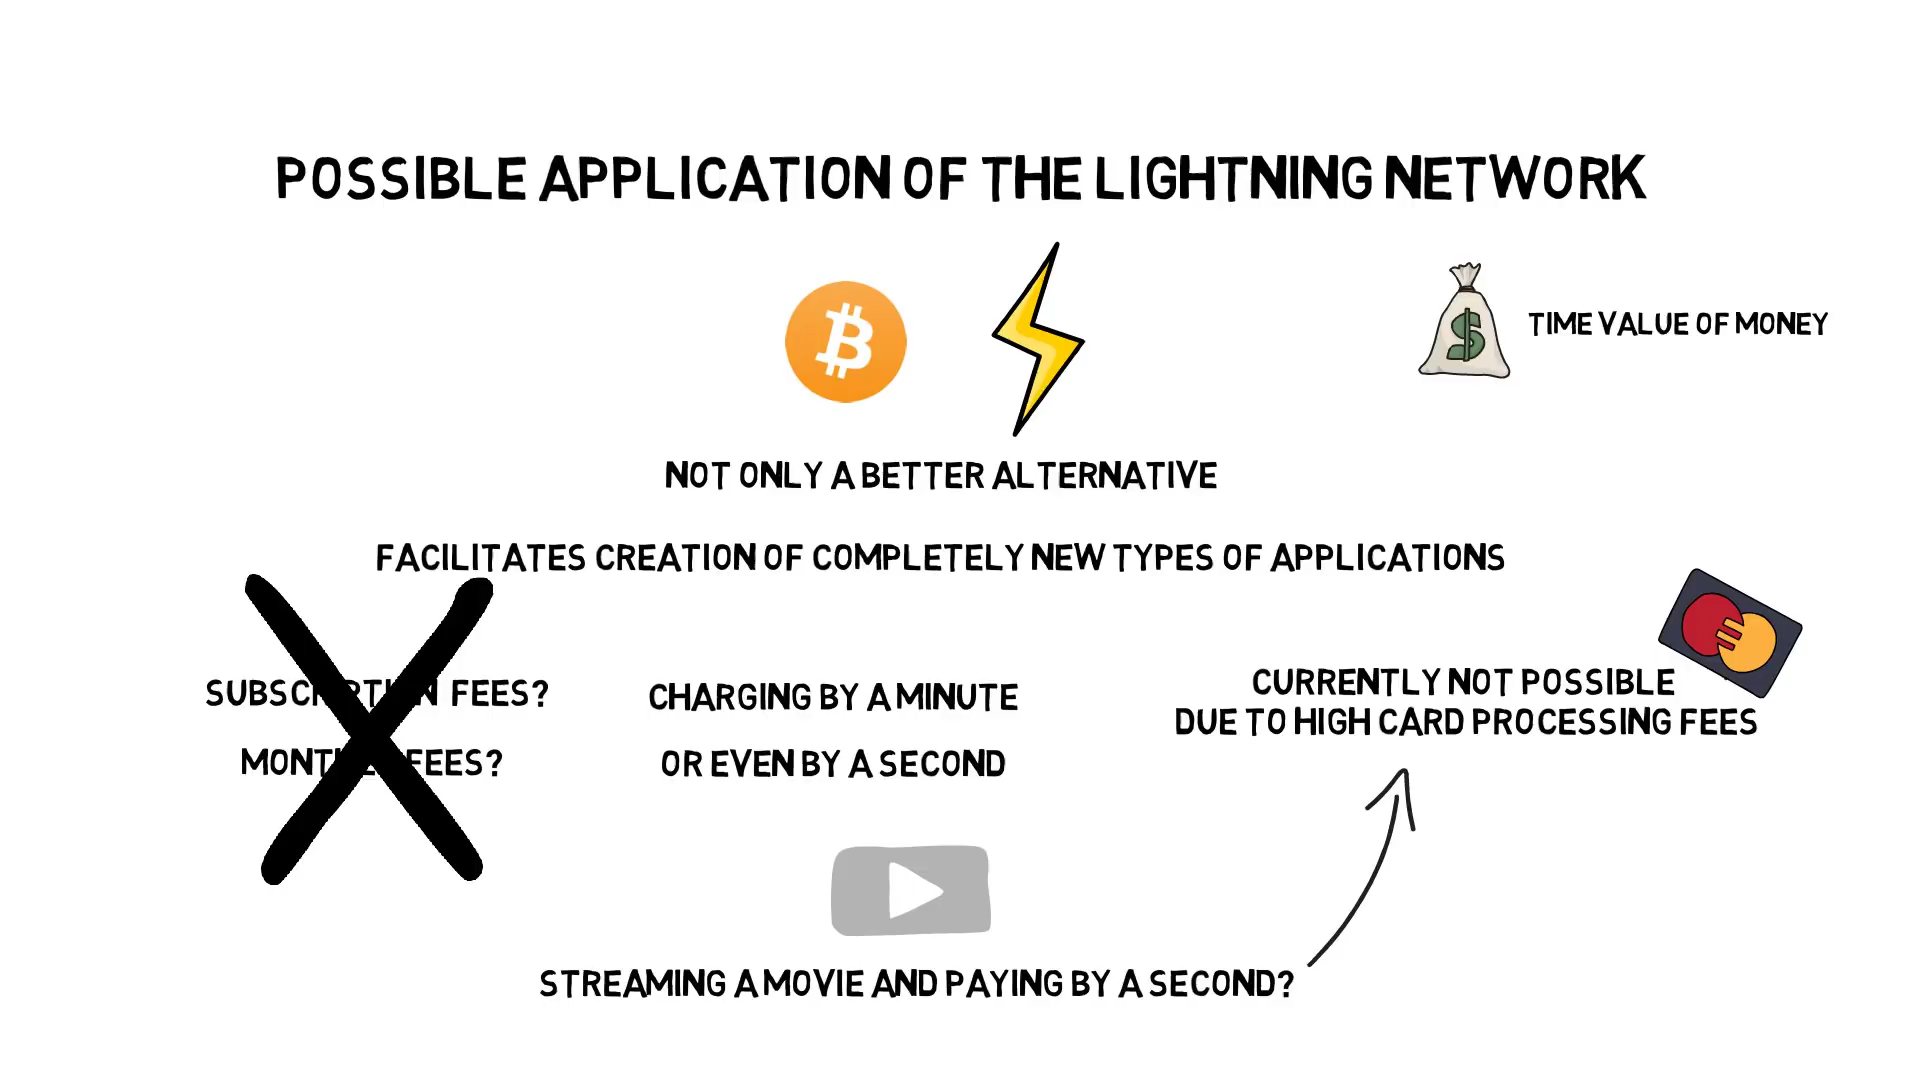 POSSIBLE APPLICATION OF THE LIGHTNING NETWORK
TIME VALUE OF MONEY
NOT ONLY A BETTER ALTERNATIVE
FACILITATES CREATION OF COMPLETELY NEW TYPES OF APPLICATIONS
SUBSCRIPTION FEES?
MONTHLY FEES?
CHARGING BY A MINUTE
OR EVEN BY A SECOND
CURRENTLY NOT POSSIBLE
DUE TO HIGH CARD PROCESSING FEES
STREAMING A MOVIE AND PAYING BY A SECOND?